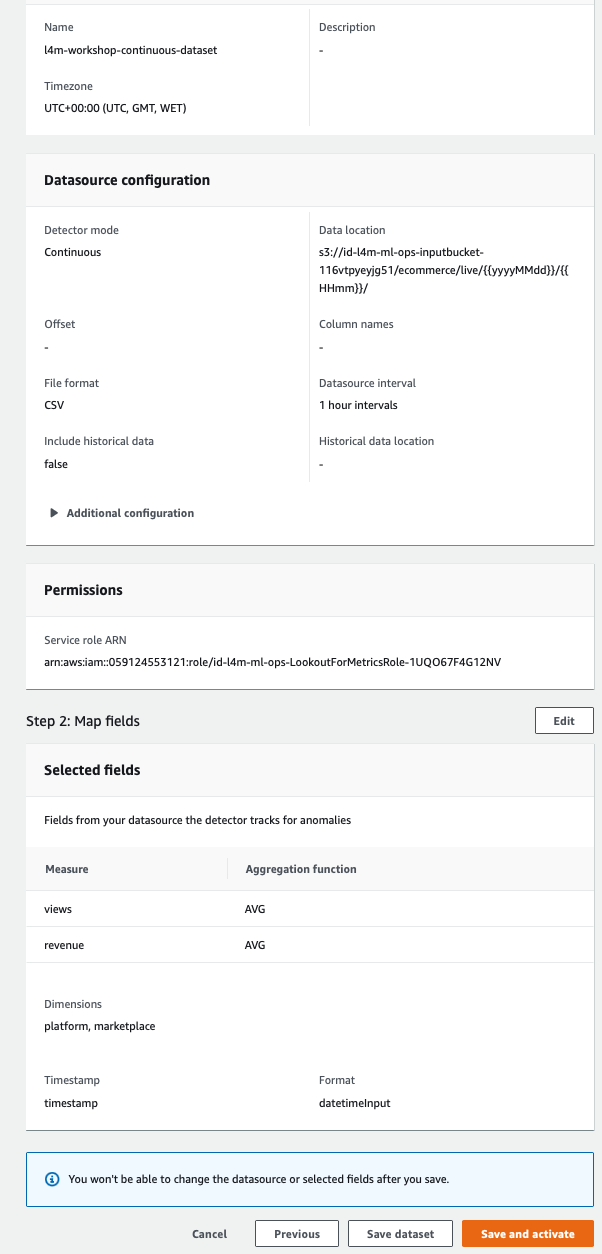 Name
Description
l4m-workshop-continuous-dataset
-
Timezone
UTC+00:00 (UTC, GMT, WET)
Datasource configuration
Detector mode
Data location
Continuous
s3://id-l4m-ml-ops-inputbucket-
116vtpyeyjg51/ecommerce/live/{{yyyyMMdd}}/{{
HHmm}}/
Offset
Column names
-
-
File format
Datasource interval
CSV
1 hour intervals
Include historical data
Historical data location
false
-
Additional configuration
Permissions
Service role ARN
arn:aws:iam::059124553121:role/id-l4m-ml-ops-LookoutForMetricsRole-1UQO67F4G12NV
Step 2: Map fields
Edit
Selected fields
Fields from your datasource the detector tracks for anomalies
Measure
Aggregation function
views
AVG
revenue
AVG
Dimensions
platform, marketplace
Timestamp
Format
timestamp
datetimeInput
You won't be able to change the datasource or selected fields after you save.
Cancel
Previous
Save dataset
Save and activate